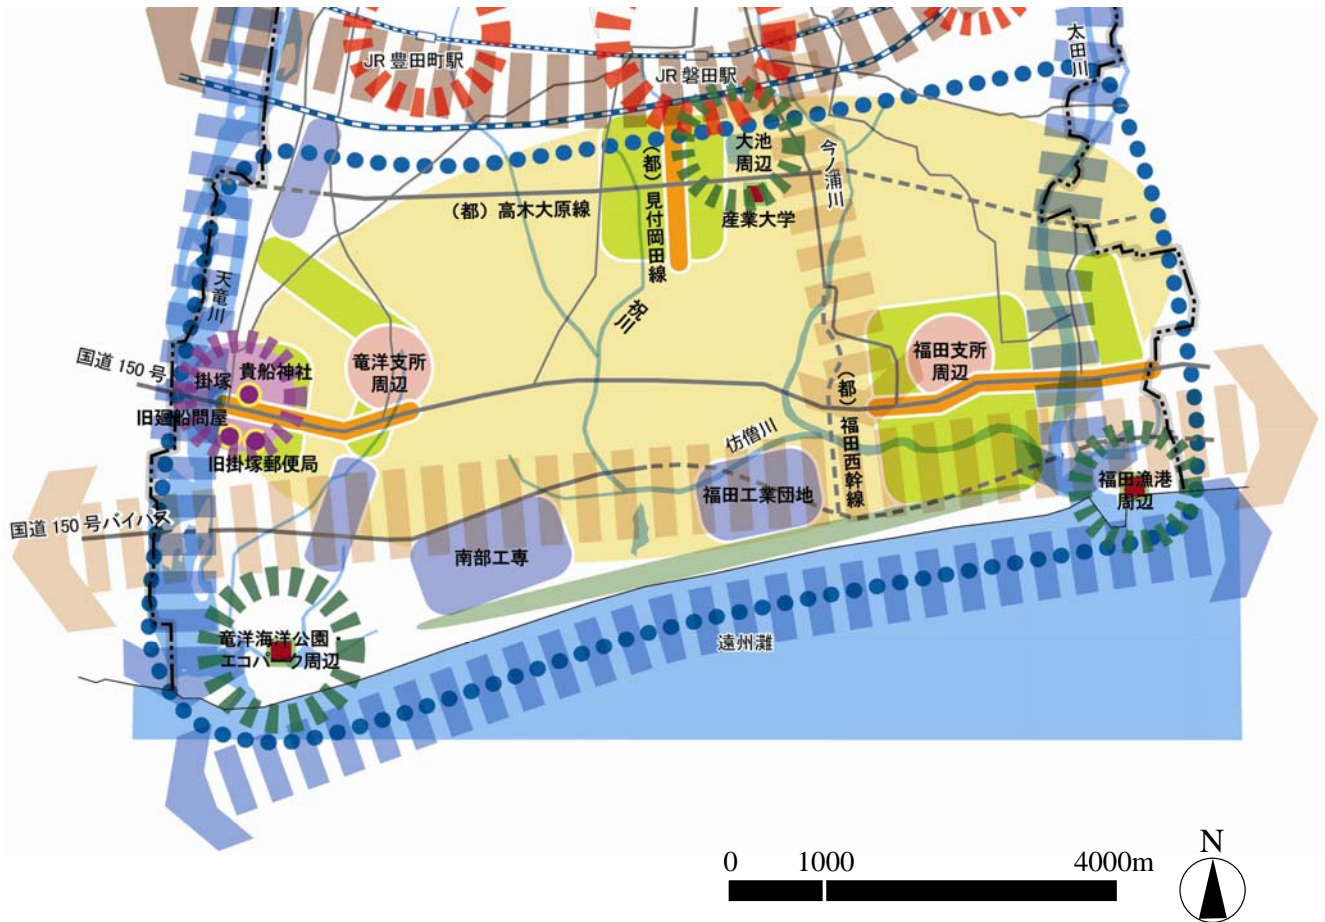 太田川
JR 豊田町駅
JR 磐田駅
大池
周辺
今ノ浦川
(都)見付岡田線
(都)高木大原線
産業大学
天竜川
祝川
国道 150 号
掛塚
貴船神社
竜洋支所
周辺
福田支所
周辺
旧廻船問屋
旧掛塚郵便局
(都)福田西幹線
仿僧川
福田工業団地
福田漁港
周辺
国道 150 号バイパス
南部工専
竜洋海洋公園・
エコパーク周辺
遠州灘
0 1000 4000m
N